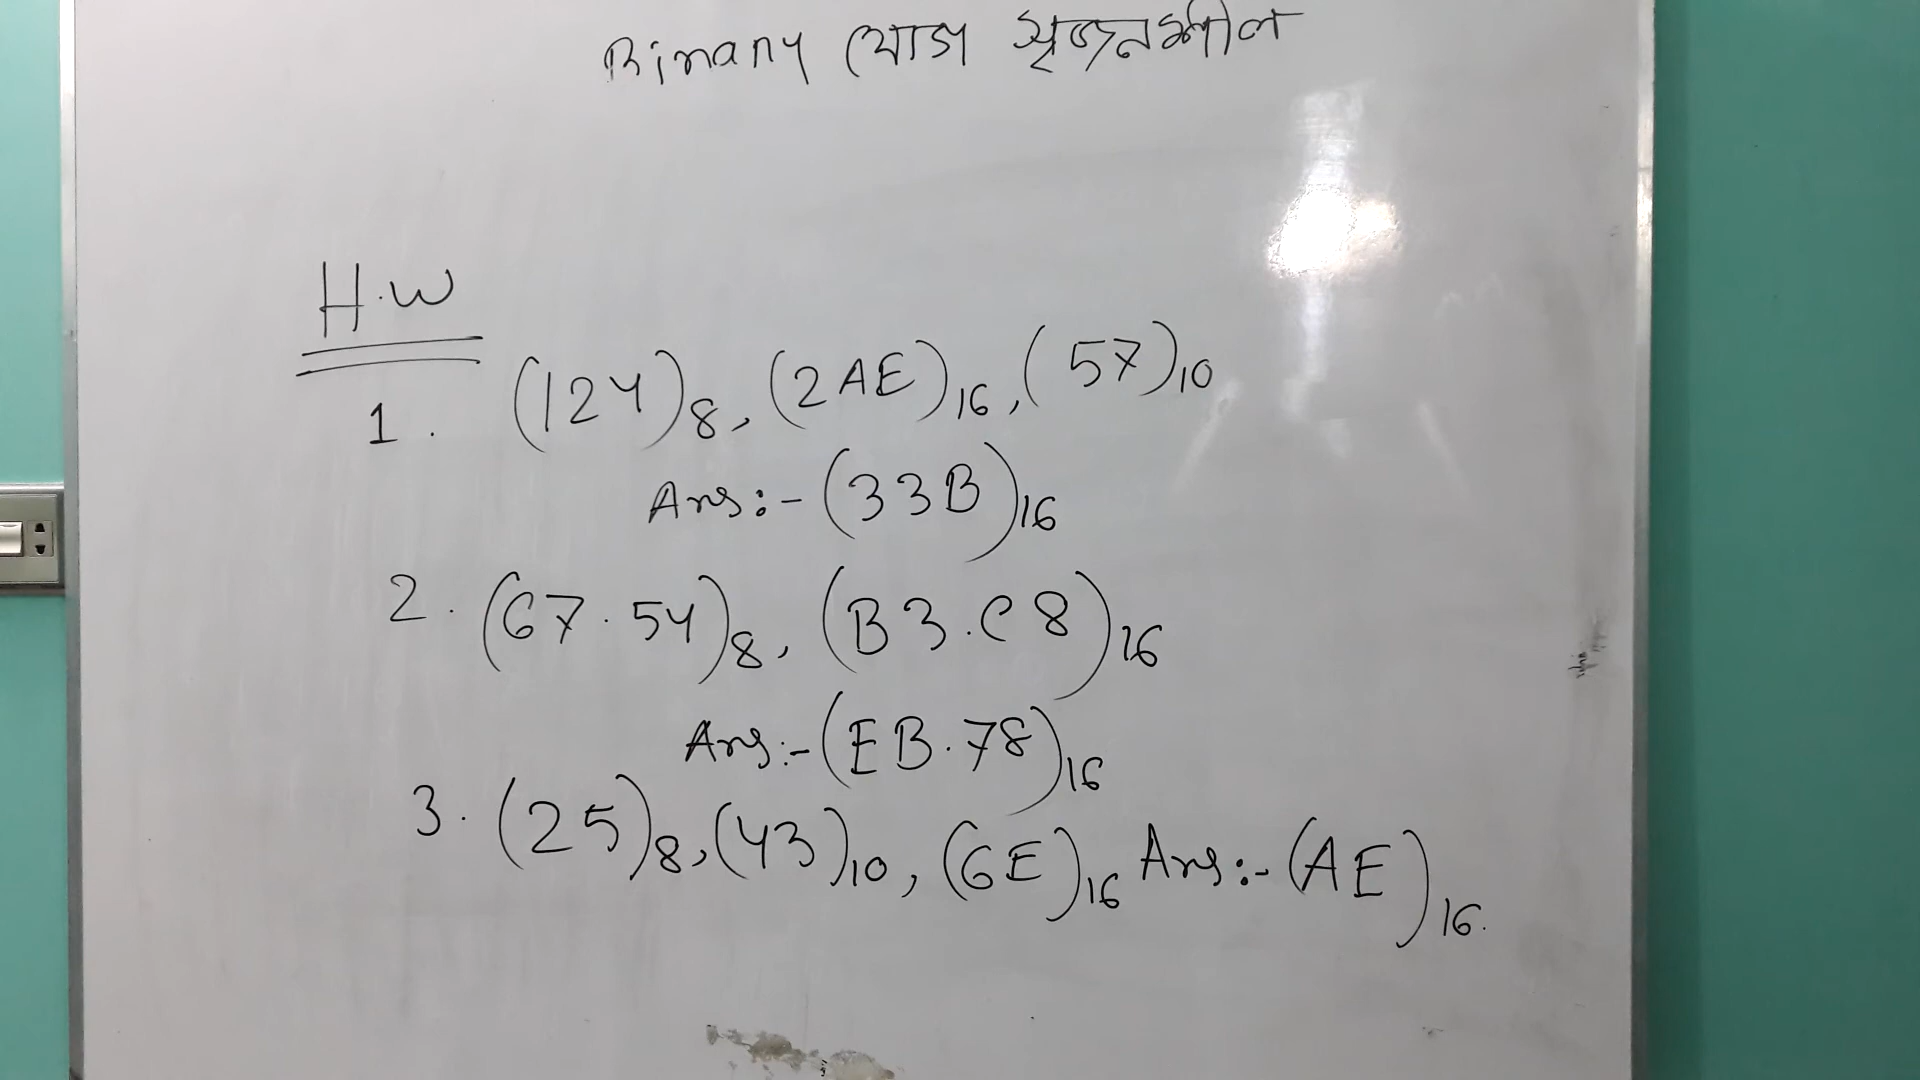 Binary যোগ সৃজনশীল
H.W
1. (124)8, (2AE)16, (57)10
Ans:- (33B)16
2. (67.54)8, (B3.C8)16
Ans:- (EB.78)16
3. (25)8, (43)10, (6E)16 Ans:- (AE)16.